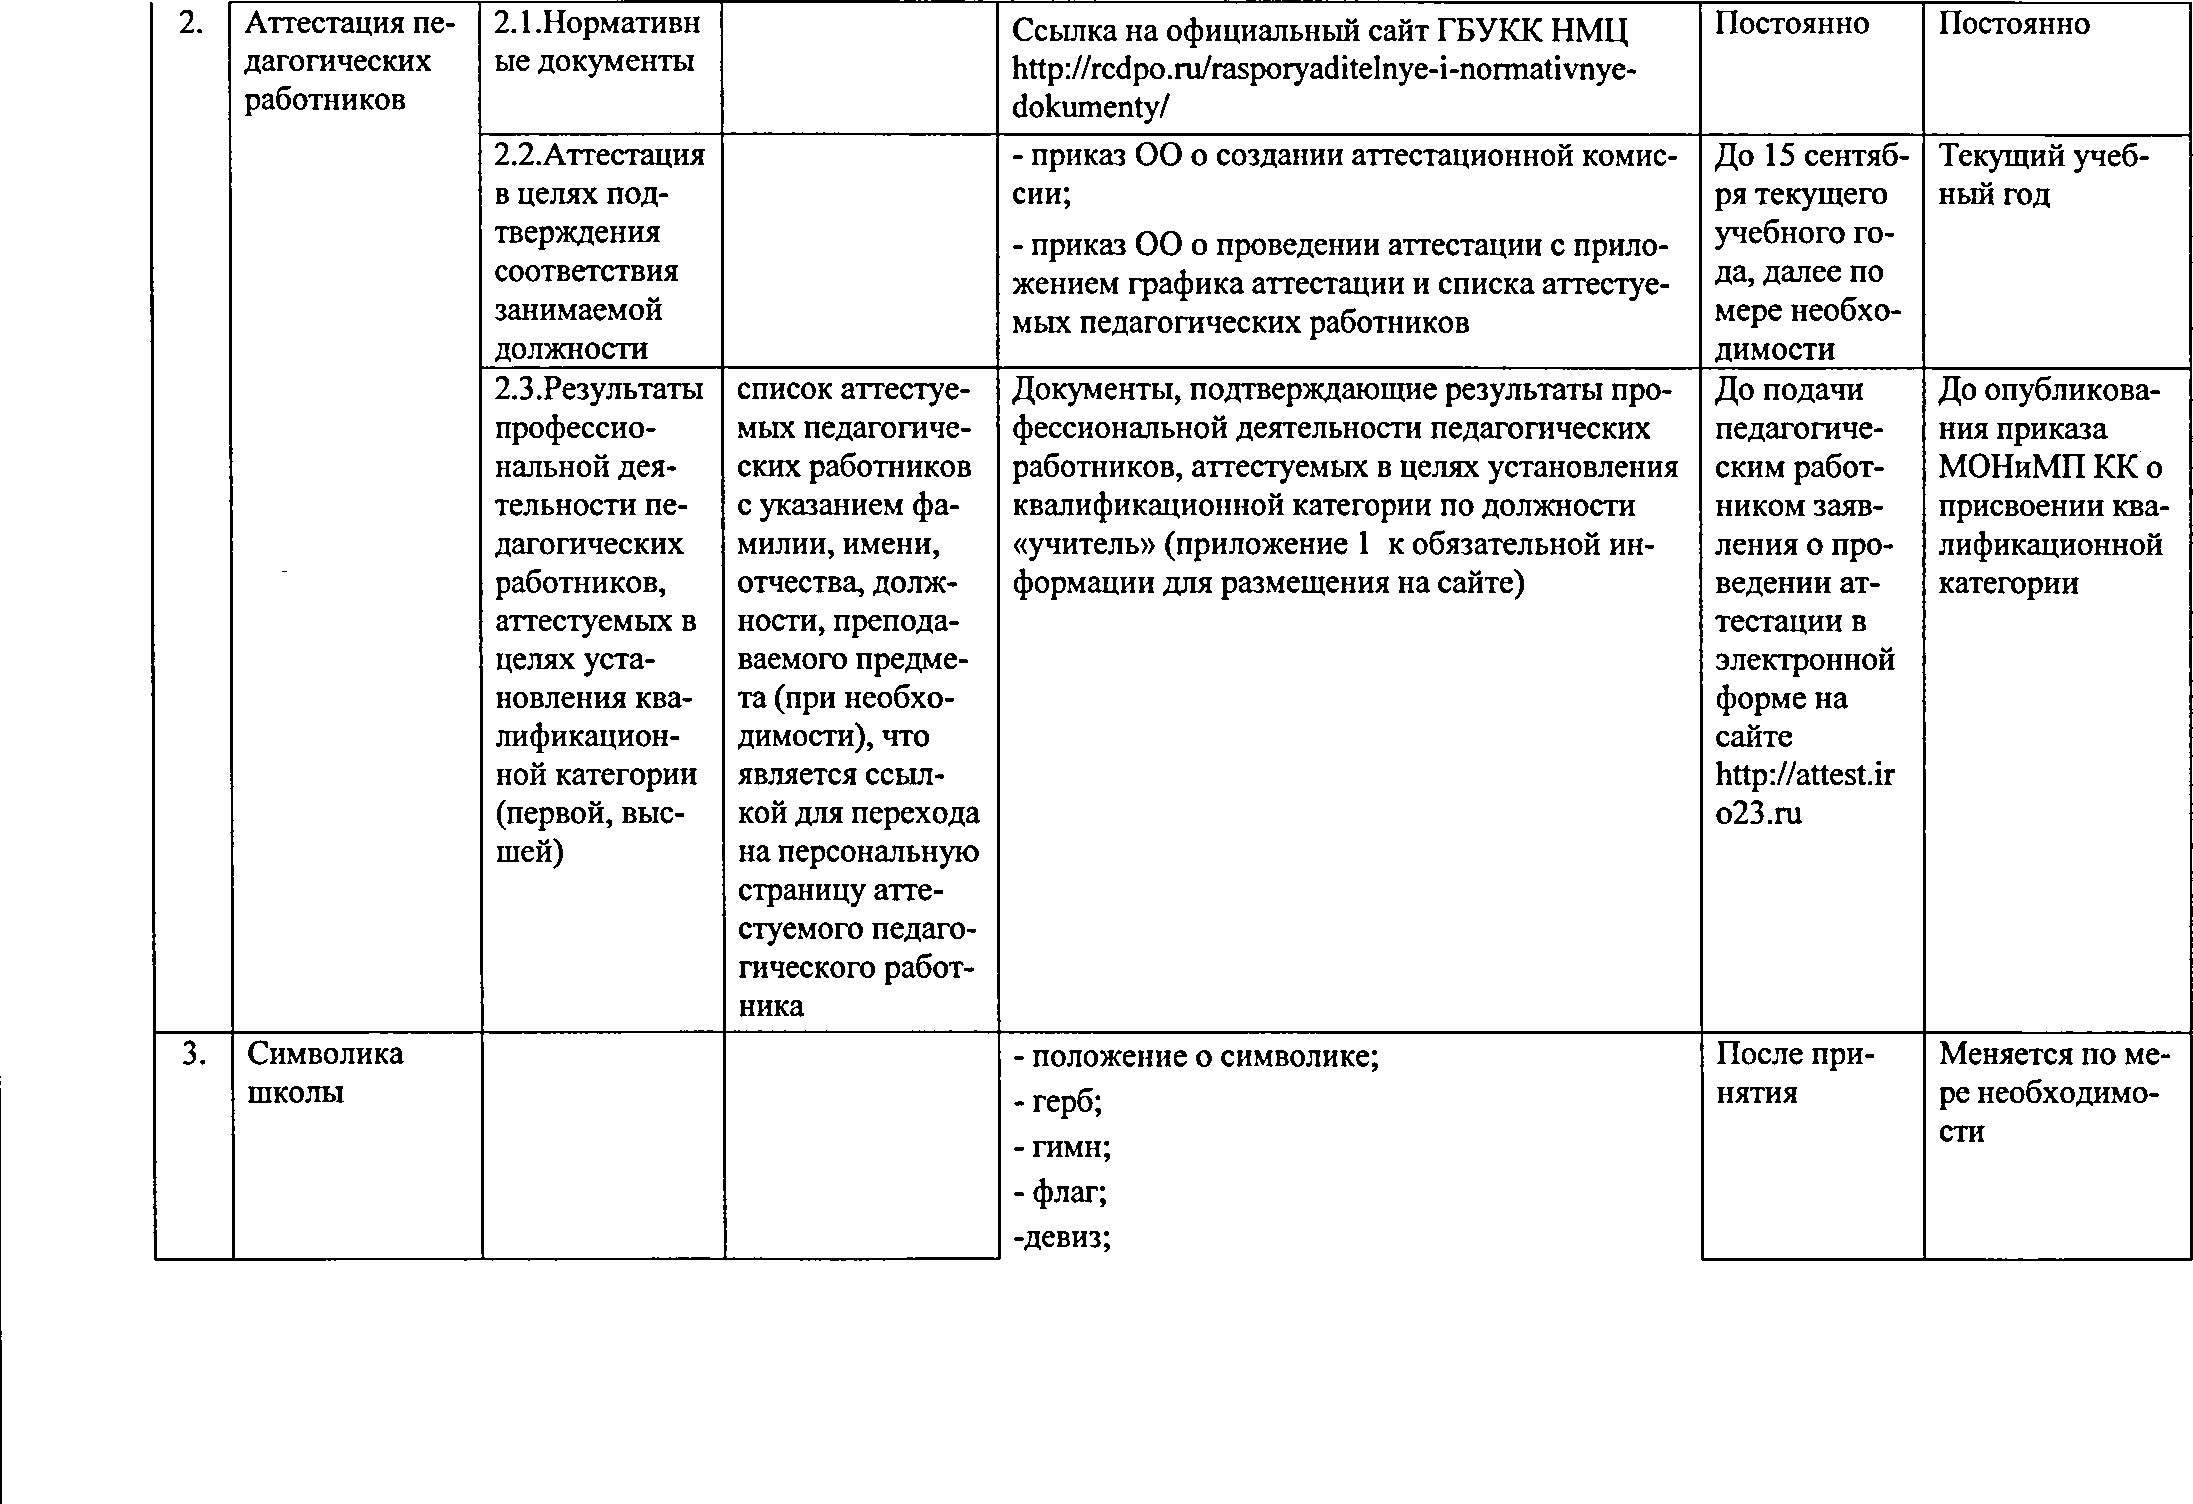 2.
Аттестация пе-
дагогических
работников
2.1.Нормативн
ые документы
Ссылка на официальный сайт ГБУКК НМЦ
http://rcdpo.ru/rasporyaditelnye-i-normativnye-
dokumenty/
Постоянно
Постоянно
2.2.Аттестация
в целях под-
тверждения
соответствия
занимаемой
должности
- приказ ОО о создании аттестационной комис-
сии;
- приказ ОО о проведении аттестации с прило-
жением графика аттестации и списка аттестуе-
мых педагогических работников
До 15 сентяб-
ря текущего
учебного го-
да, далее по
мере необхо-
димости
Текущий учеб-
ный год
2.3.Результаты
профессио-
нальной дея-
тельности пе-
дагогических
работников,
аттестуемых в
целях уста-
новления ква-
лификацион-
ной категории
(первой, выс-
шей)
список аттестуе-
мых педагогиче-
ских работников
с указанием фа-
милии, имени,
отчества, долж-
ности, препода-
ваемого предме-
та (при необхо-
димости), что
является ссыл-
кой для перехода
на персональную
страницу атте-
стуемого педаго-
гического работ-
ника
Документы, подтверждающие результаты про-
фессиональной деятельности педагогических
работников, аттестуемых в целях установления
квалификационной категории по должности
«учитель» (приложение 1 к обязательной ин-
формации для размещения на сайте)
До подачи
педагогиче-
ским работ-
ником заяв-
ления о про-
ведении ат-
тестации в
электронной
форме на
сайте
http://attest.ir
o23.ru
До опубликова-
ния приказа
МОНиМП КК о
присвоении ква-
лификационной
категории
3.
Символика
школы
- положение о символике;
- герб;
- гимн;
- флаг;
-девиз;
После при-
нятия
Меняется по ме-
ре необходимо-
сти